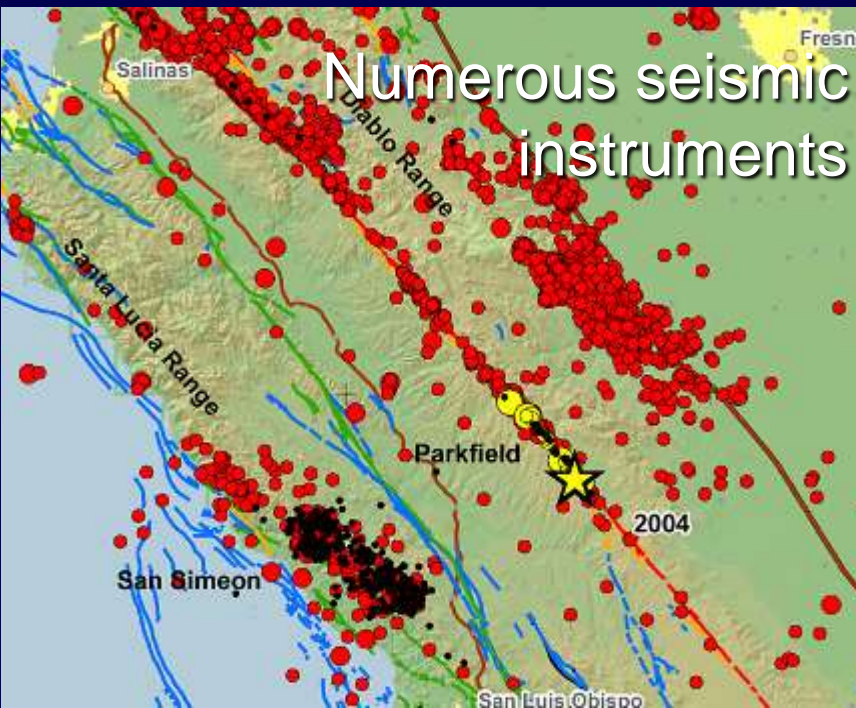 Fresn
Salinas
Numerous seismic
instruments
Diablo Range
Santa Lucia Range
Parkfield
2004
San Simeon
San Luis Obispo